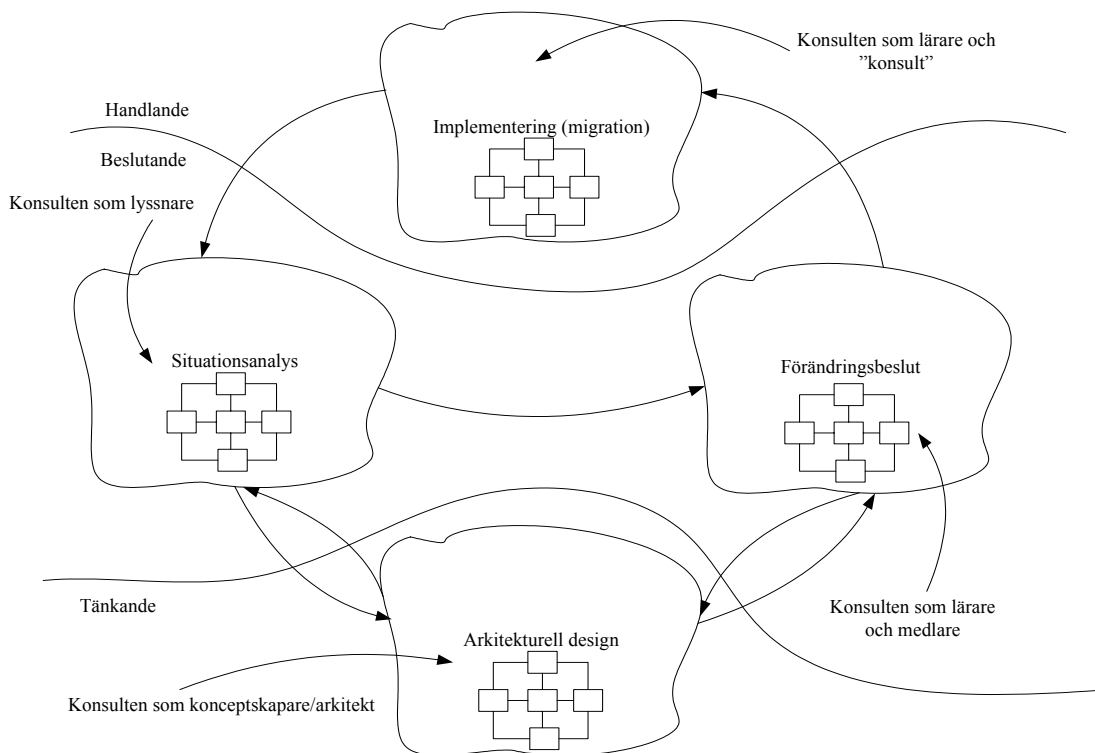 Konsulten som lärare och
”konsult”
Handlande
Implementering (migration)
Beslutande
Konsulten som lyssnare
Situationsanalys
Förändringsbeslut
Tänkande
Konsulten som lärare
och medlare
Arkitekturell design
Konsulten som konceptskapare/arkitekt